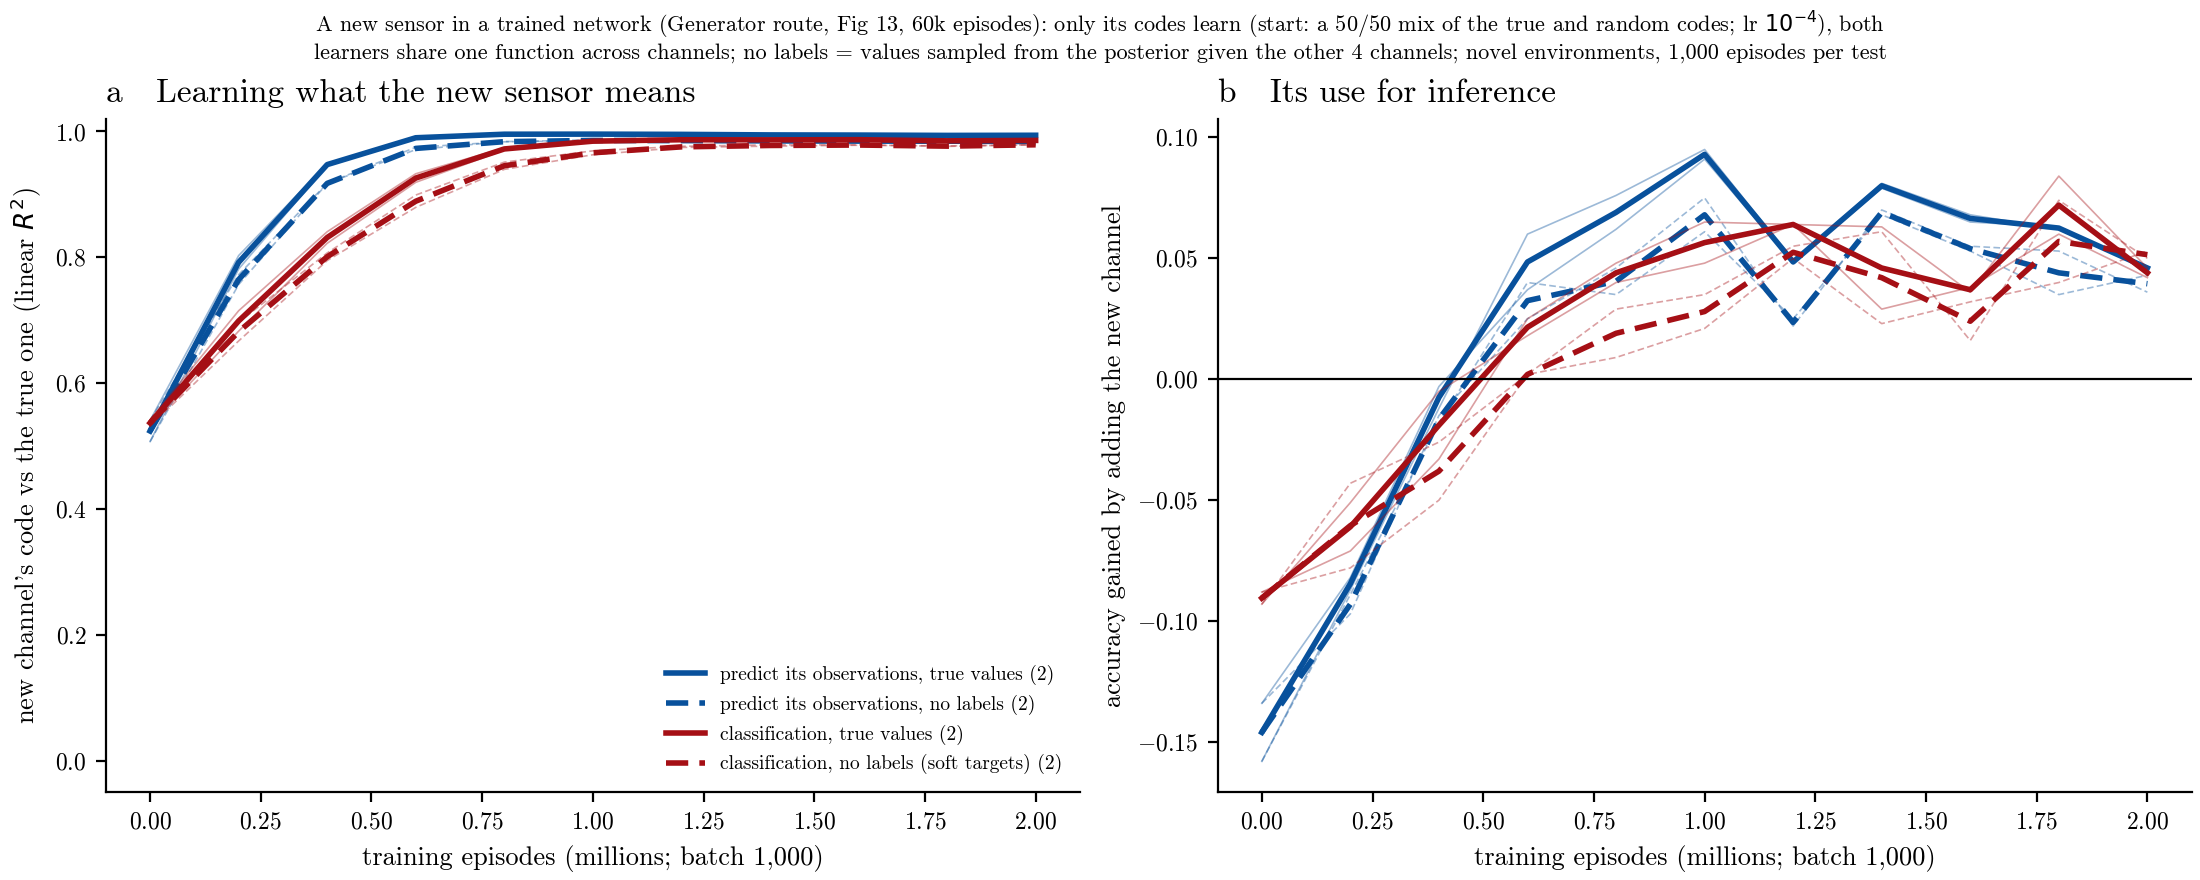 A new sensor in a trained network (Generator route, Fig 13, 60k episodes): only its codes learn (start: a 50/50 mix of the true and random codes; lr 10⁻⁴), both
learners share one function across channels; no labels = values sampled from the posterior given the other 4 channels; novel environments, 1,000 episodes per test
a Learning what the new sensor means
new channel's code vs the true one (linear R²)
1.0
0.8
0.6
0.4
0.2
0.0
predict its observations, true values (2)
predict its observations, no labels (2)
classification, true values (2)
classification, no labels (soft targets) (2)
0.00 0.25 0.50 0.75 1.00 1.25 1.50 1.75 2.00
training episodes (millions; batch 1,000)
b Its use for inference
accuracy gained by adding the new channel
0.10
0.05
0.00
−0.05
−0.10
−0.15
0.00 0.25 0.50 0.75 1.00 1.25 1.50 1.75 2.00
training episodes (millions; batch 1,000)